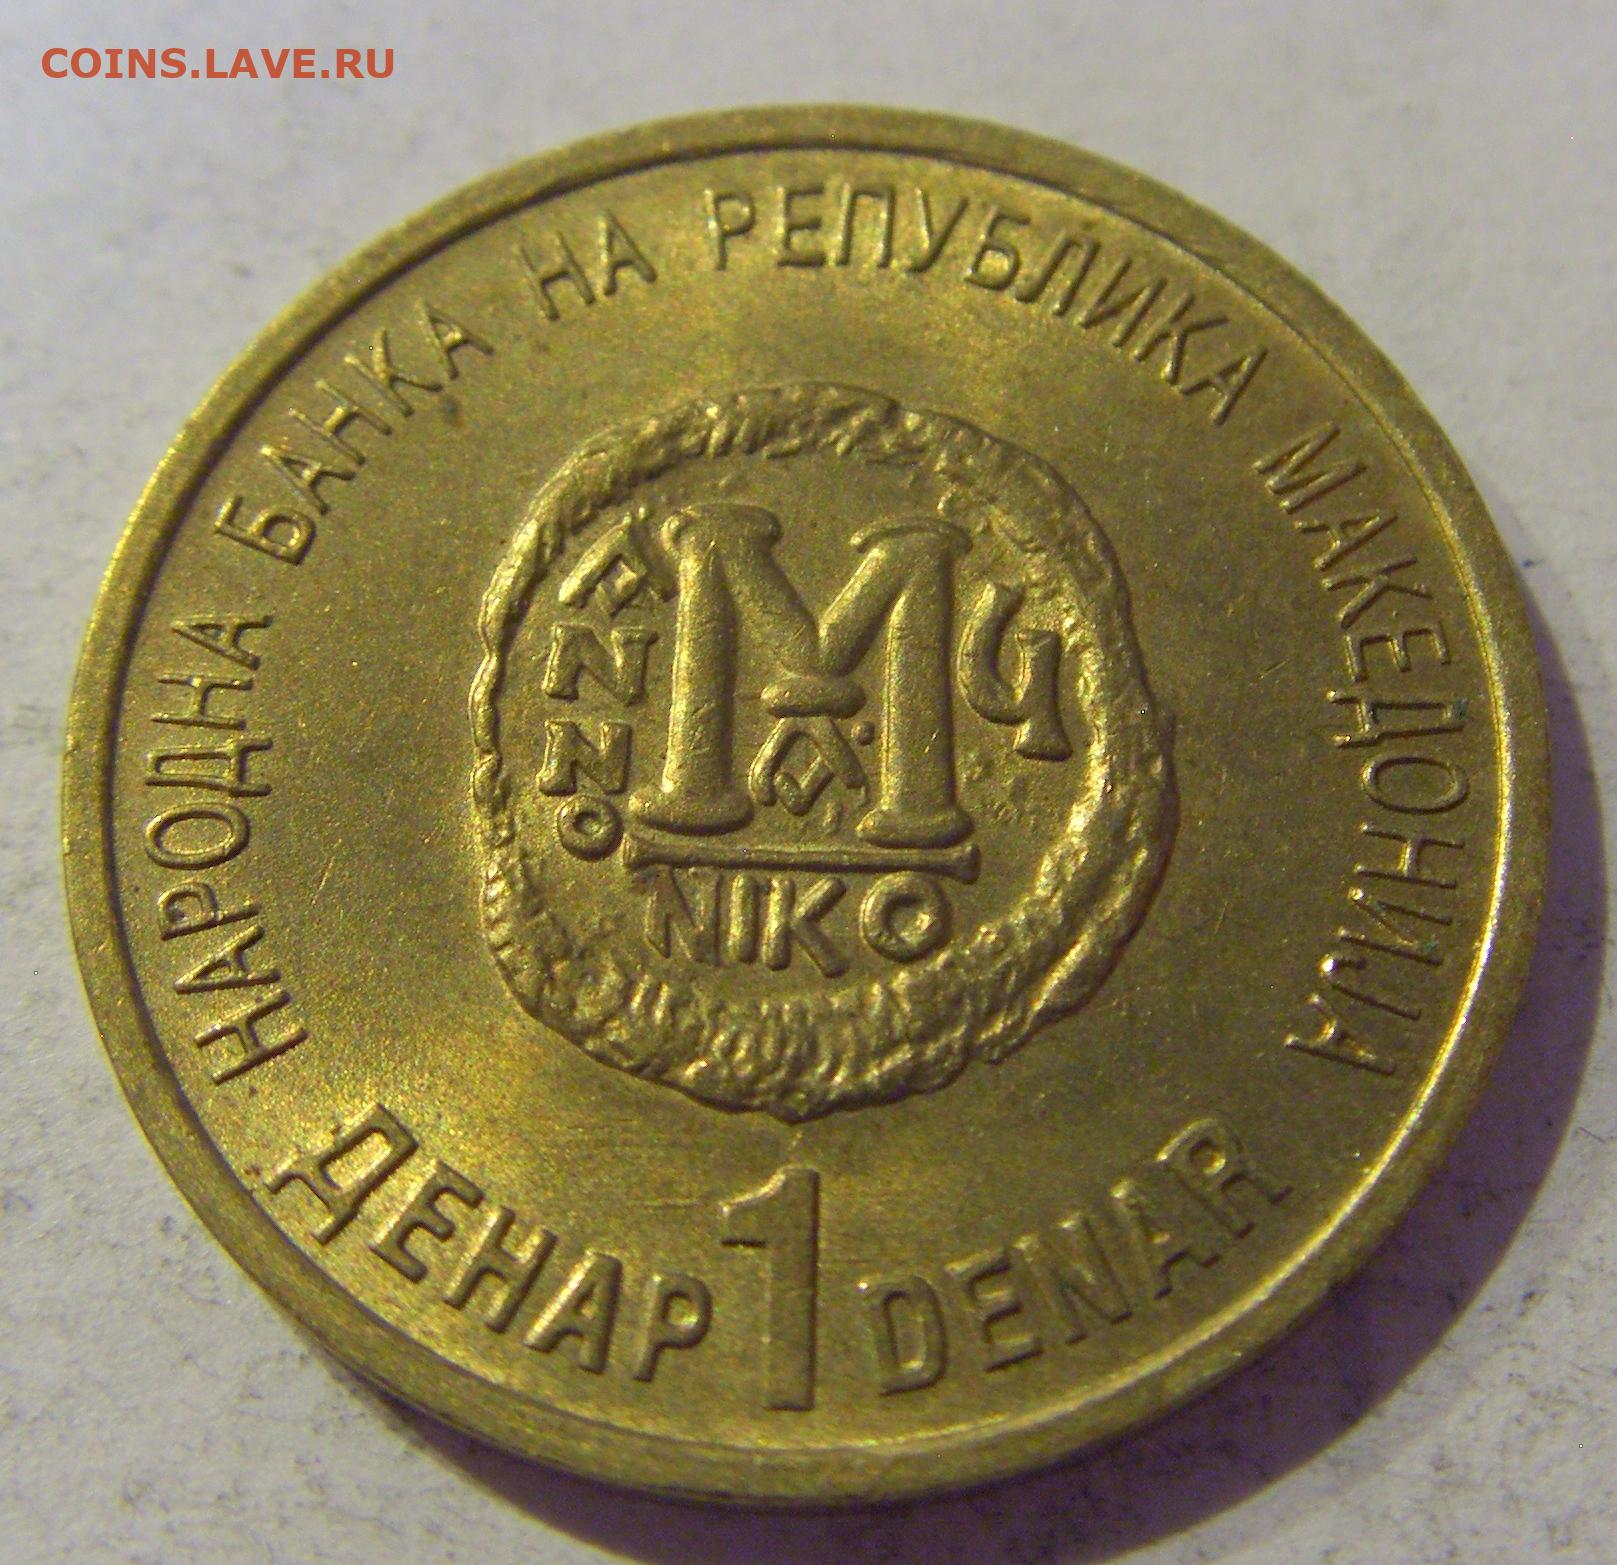 COINS.LAVE.RU
НАРОДНА БАНКА НА РЕПУБЛИКА МАКЕДОНИЈА
ANNO
M
Ч
A
NIKO
ДЕНАР 1 DENAR